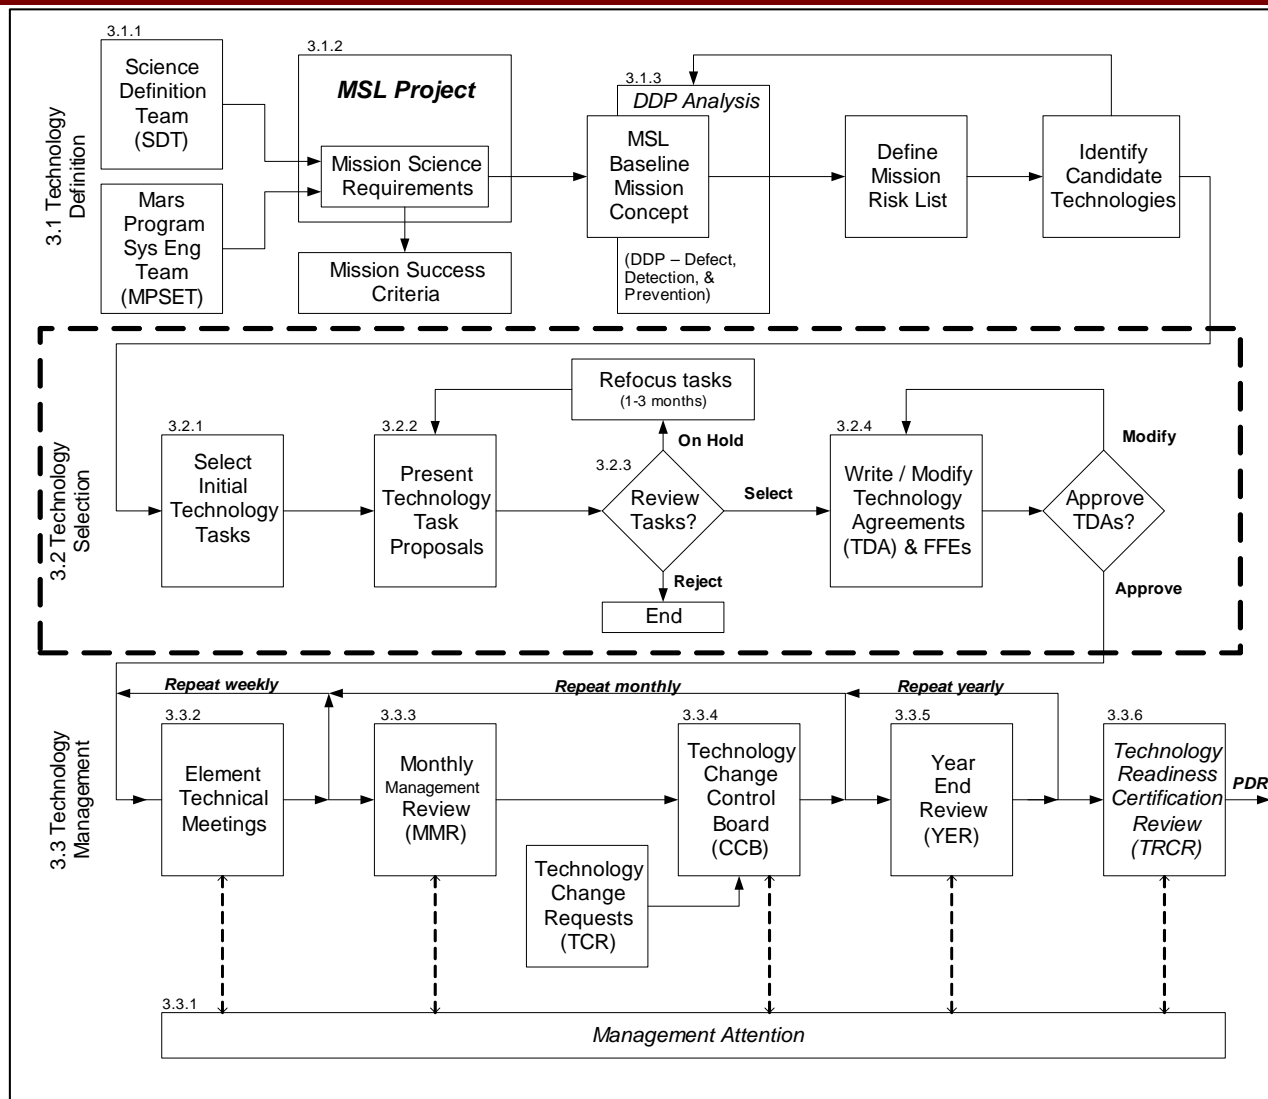 3.1 Technology
Definition
3.1.1
Science
Definition
Team
(SDT)
Mars
Program
Sys Eng
Team
(MPSET)
3.1.2
MSL Project
Mission Science
Requirements
Mission Success
Criteria
3.1.3
DDP Analysis
MSL
Baseline
Mission
Concept
(DDP – Defect,
Detection, &
Prevention)
Define
Mission
Risk List
Identify
Candidate
Technologies
3.2 Technology
Selection
3.2.1
Select
Initial
Technology
Tasks
3.2.2
Present
Technology
Task
Proposals
Refocus tasks
(1-3 months)
On Hold
3.2.3
Review
Tasks?
Select
Reject
End
3.2.4
Write / Modify
Technology
Agreements
(TDA) & FFEs
Modify
Approve
TDAs?
Approve
3.3 Technology
Management
Repeat weekly
Repeat monthly
Repeat yearly
3.3.2
Element
Technical
Meetings
3.3.3
Monthly
Management
Review
(MMR)
3.3.4
Technology
Change
Control
Board
(CCB)
Technology
Change
Requests
(TCR)
3.3.5
Year
End
Review
(YER)
3.3.6
Technology
Readiness
Certification
Review
(TRCR)
PDR
3.3.1
Management Attention